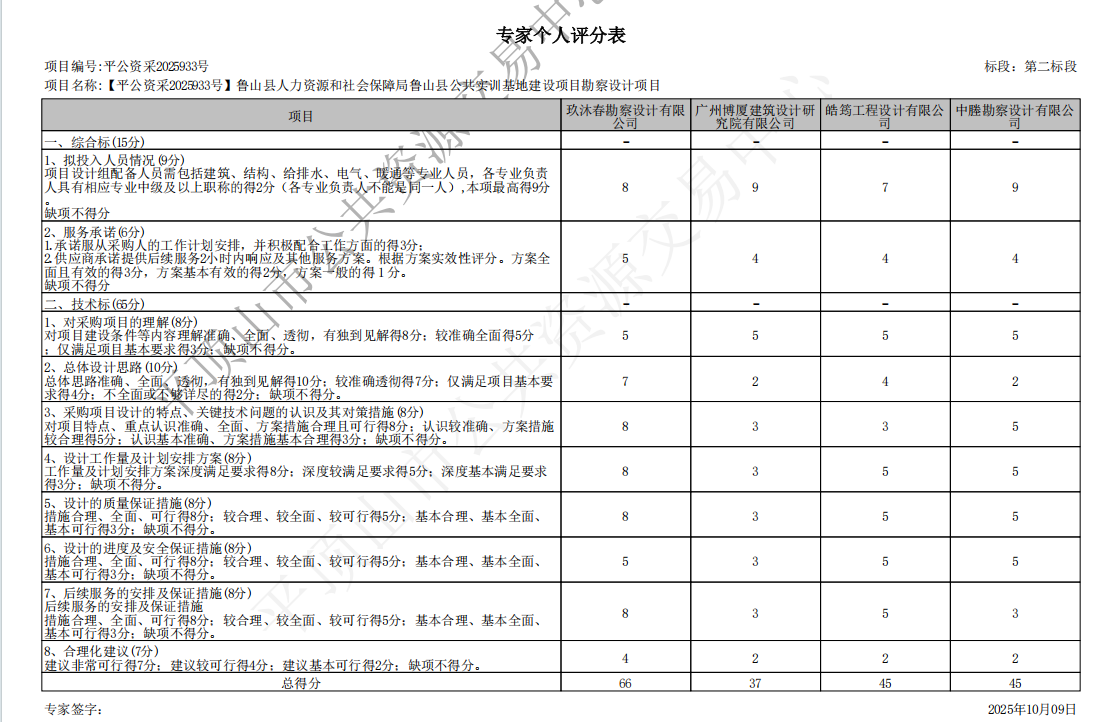 专家个人评分表
项目编号:平公资采2025933号
标段：第二标段
项目名称:【平公资采2025933号】鲁山县人力资源和社会保障局鲁山县公共实训基地建设项目勘察设计项目
项目 玖沐春勘察设计有限公司 广州博厦建筑设计研究院有限公司 皓筠工程设计有限公司 中塍勘察设计有限公司
一、综合标(15分) - - - -
1、拟投入人员情况(9分)
项目设计组配备人员需包括建筑、结构、给排水、电气、暖通等专业人员，各专业负责
人具有相应专业中级及以上职称的得2分（各专业负责人不能是同一人）,本项最高得9分
。
缺项不得分
8 9 7 9
2、服务承诺(6分)
1.承诺服从采购人的工作计划安排，并积极配合工作方面的得3分；
2.供应商承诺提供后续服务2小时内响应及其他服务方案。根据方案实效性评分。方案全
面且有效的得3分，方案基本有效的得2分，方案一般的得1分。
缺项不得分
5 4 4 4
二、技术标(65分) - - - -
1、对采购项目的理解(8分)
对项目建设条件等内容理解准确、全面、透彻，有独到见解得8分；较准确全面得5分
；仅满足项目基本要求得3分；缺项不得分。
5 5 5 5
2、总体设计思路(10分)
总体思路准确、全面、透彻，有独到见解得10分；较准确透彻得7分；仅满足项目基本要
求得4分；不全面或不够详尽的得2分；缺项不得分。
7 2 4 2
3、采购项目设计的特点、关键技术问题的认识及其对策措施(8分)
对项目特点、重点认识准确、全面、方案措施合理且可行得8分；认识较准确、方案措施
较合理得5分；认识基本准确、方案措施基本合理得3分；缺项不得分。
8 3 3 5
4、设计工作量及计划安排方案(8分)
工作量及计划安排方案深度满足要求得8分；深度较满足要求得5分；深度基本满足要求
得3分；缺项不得分。
8 3 5 5
5、设计的质量保证措施(8分)
措施合理、全面、可行得8分；较合理、较全面、较可行得5分；基本合理、基本全面、
基本可行得3分；缺项不得分。
8 3 5 5
6、设计的进度及安全保证措施(8分)
措施合理、全面、可行得8分；较合理、较全面、较可行得5分；基本合理、基本全面、
基本可行得3分；缺项不得分。
5 3 5 5
7、后续服务的安排及保证措施(8分)
后续服务的安排及保证措施
措施合理、全面、可行得8分；较合理、较全面、较可行得5分；基本合理、基本全面、
基本可行得3分；缺项不得分。
8 3 5 3
8、合理化建议(7分)
建议非常可行得7分；建议较可行得4分；建议基本可行得2分；缺项不得分。
4 2 2 2
总得分 66 37 45 45
专家签字：
2025年10月09日
平顶山市公共资源交易中心
平顶山市公共资源交易中心